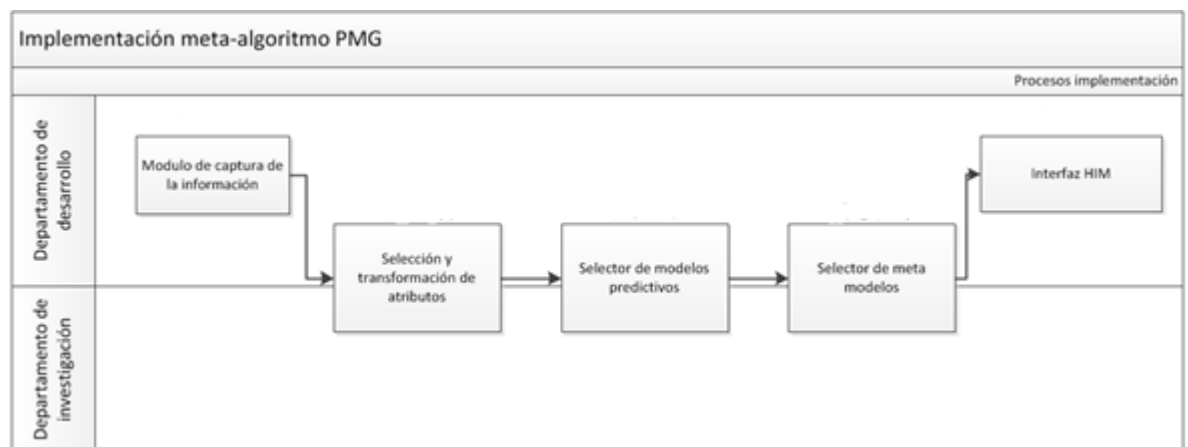 Implementación meta-algoritmo PMG
Procesos implementación
Departamento de
desarrollo
Modulo de captura de
la información
Interfaz HIM
Selección y
transformación de
atributos
Selector de modelos
predictivos
Selector de meta
modelos
Departamento de
investigación